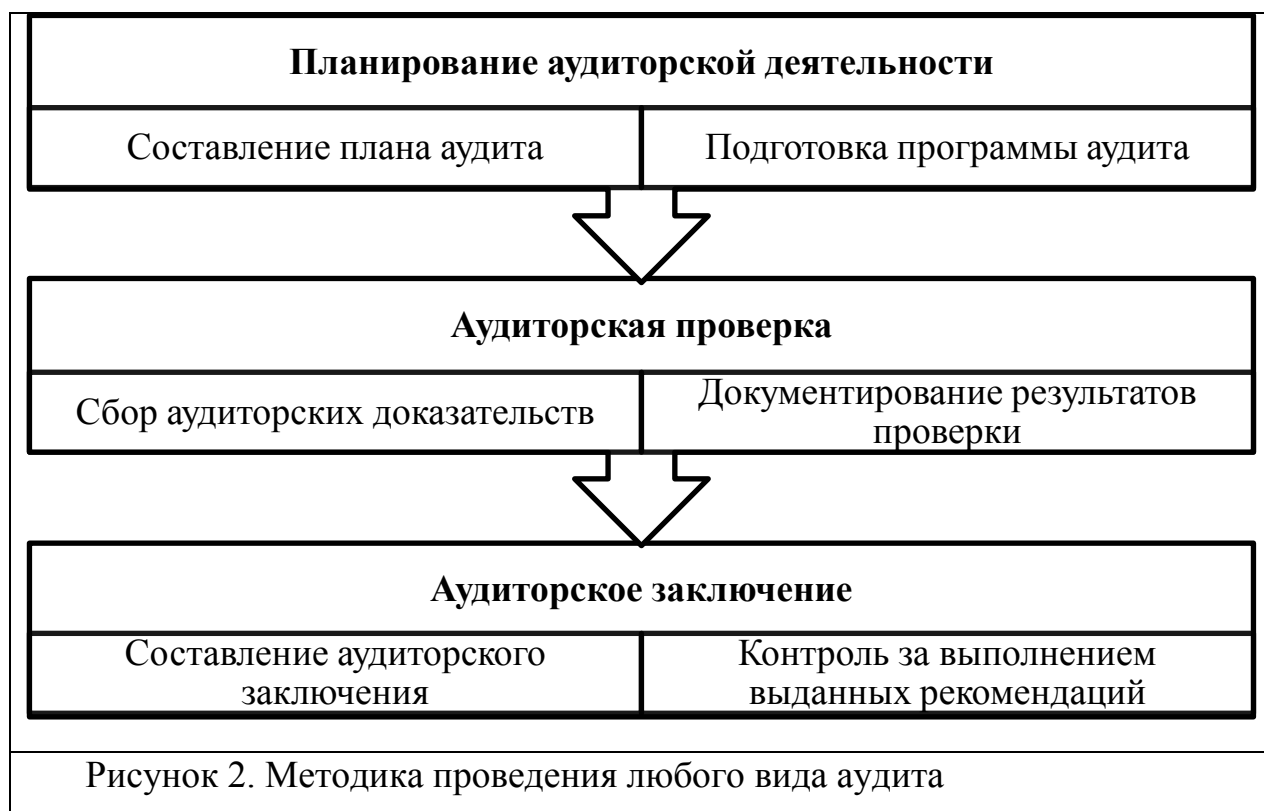 Планирование аудиторской деятельности
Составление плана аудита
Подготовка программы аудита
Аудиторская проверка
Сбор аудиторских доказательств
Документирование результатов
проверки
Аудиторское заключение
Составление аудиторского
заключения
Контроль за выполнением
выданных рекомендаций
Рисунок 2. Методика проведения любого вида аудита